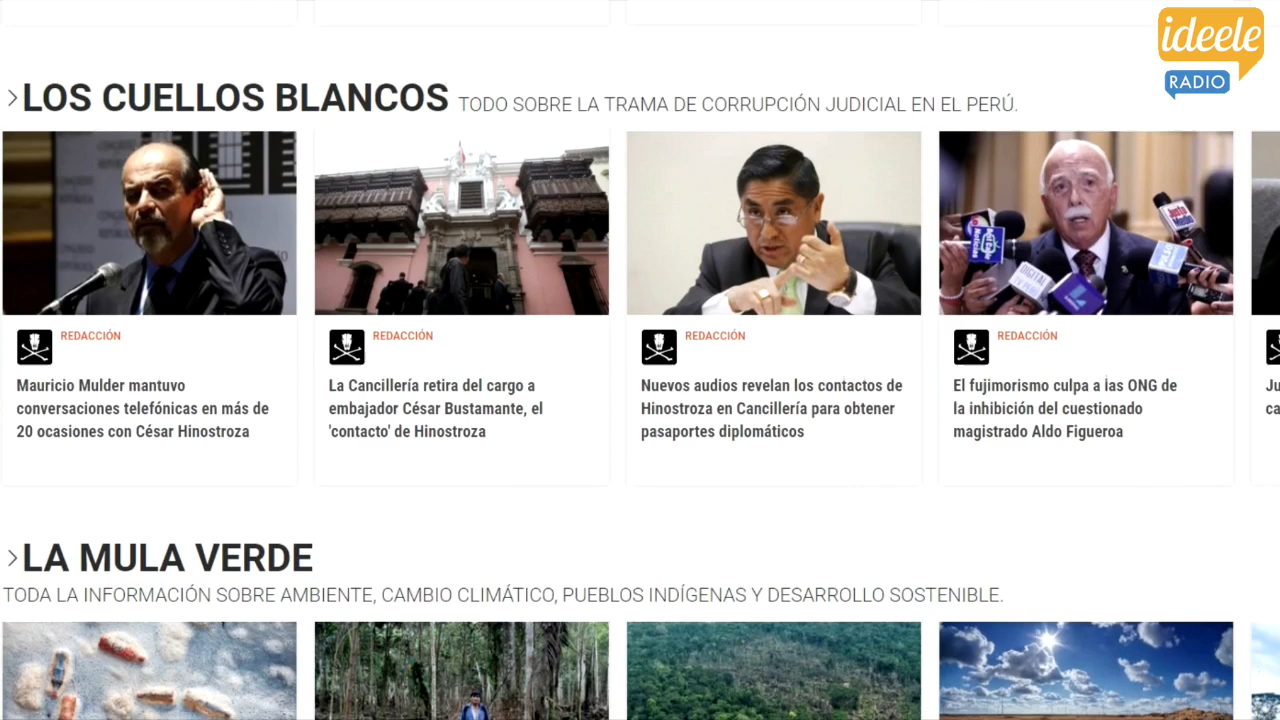 ideele
RADIO
LOS CUELLOS BLANCOS TODO SOBRE LA TRAMA DE CORRUPCIÓN JUDICIAL EN EL PERÚ.
REDACCIÓN
Mauricio Mulder mantuvo
conversaciones telefónicas en más de
20 ocasiones con César Hinostroza
REDACCIÓN
La Cancillería retira del cargo a
embajador César Bustamante, el
'contacto' de Hinostroza
REDACCIÓN
Nuevos audios revelan los contactos de
Hinostroza en Cancillería para obtener
pasaportes diplomáticos
REDACCIÓN
El fujimorismo culpa a las ONG de
la inhibición del cuestionado
magistrado Aldo Figueroa
Ju
ca
LA MULA VERDE
TODA LA INFORMACIÓN SOBRE AMBIENTE, CAMBIO CLIMÁTICO, PUEBLOS INDÍGENAS Y DESARROLLO SOSTENIBLE.